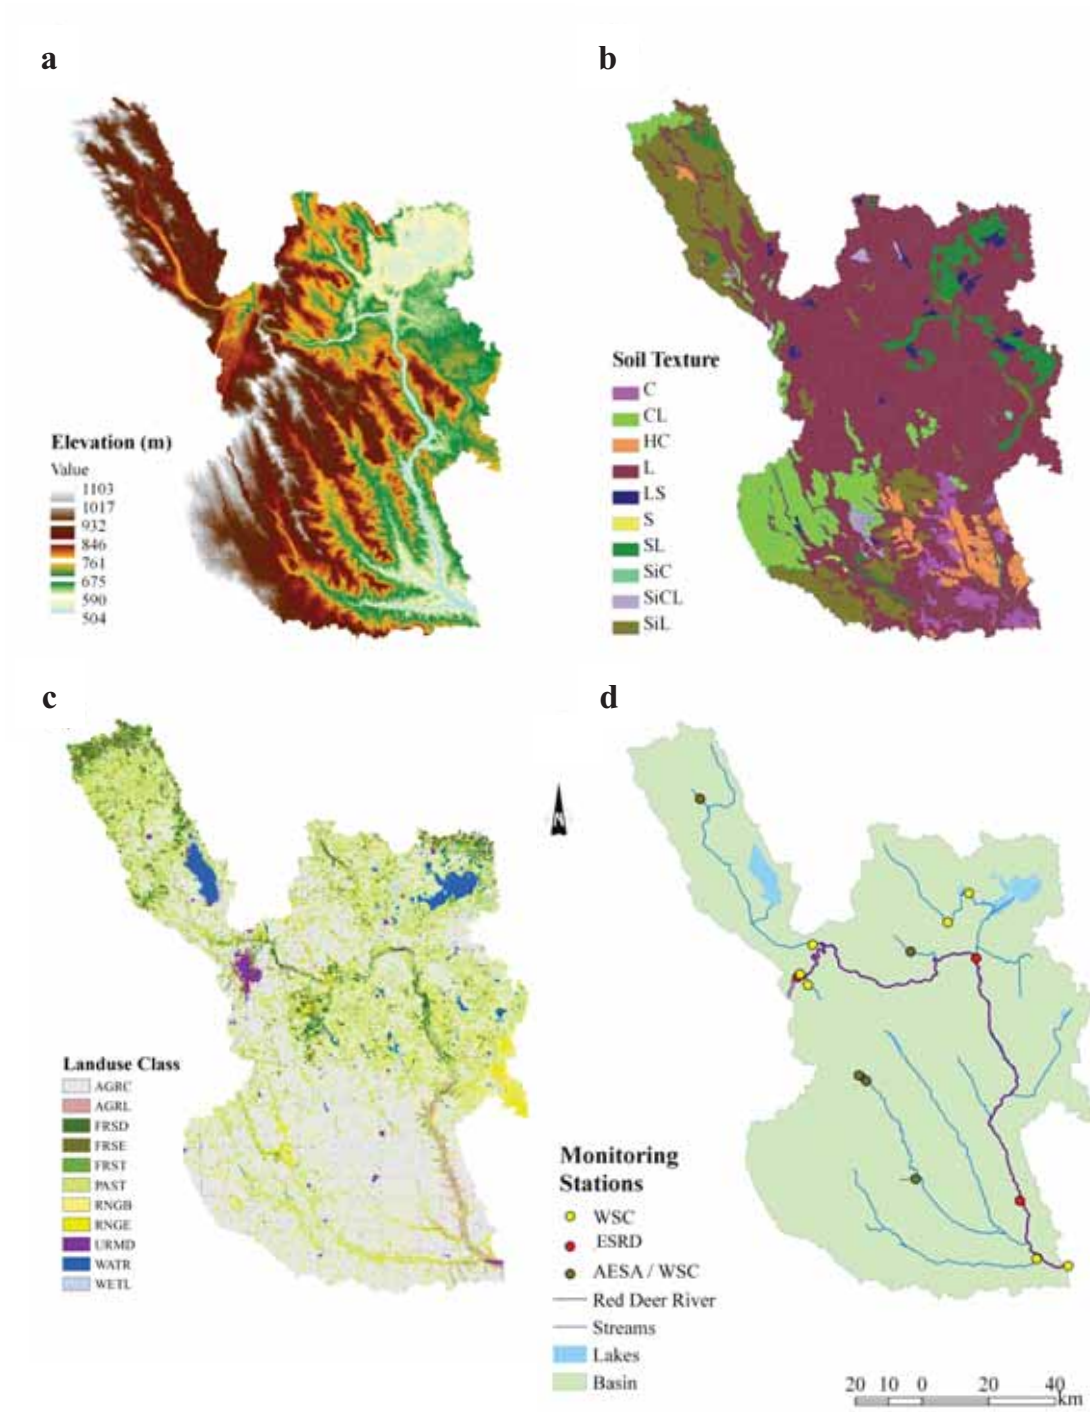 a
b
Elevation (m)
Value
1103
1017
932
846
761
675
590
504
Soil Texture
C
CL
HC
L
LS
S
SL
SiC
SiCL
SiL
c
d
N
Landuse Class
AGRC
AGRL
FRSD
FRSE
FRST
PAST
RNGB
RNGE
URMD
WATR
WETL
Monitoring
Stations
WSC
ESRD
AESA / WSC
Red Deer River
Streams
Lakes
Basin
20 10 0 20 40
km